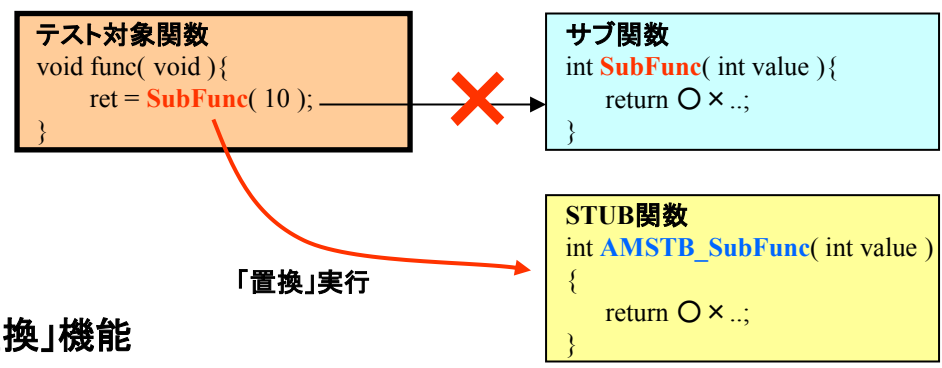 テスト対象関数
void func( void ){
ret = SubFunc( 10 );
}
サブ関数
int SubFunc( int value ){
return 〇×..;
}
STUB関数
int AMSTB_SubFunc( int value )
{
return 〇×..;
}
「置換」実行
換」機能